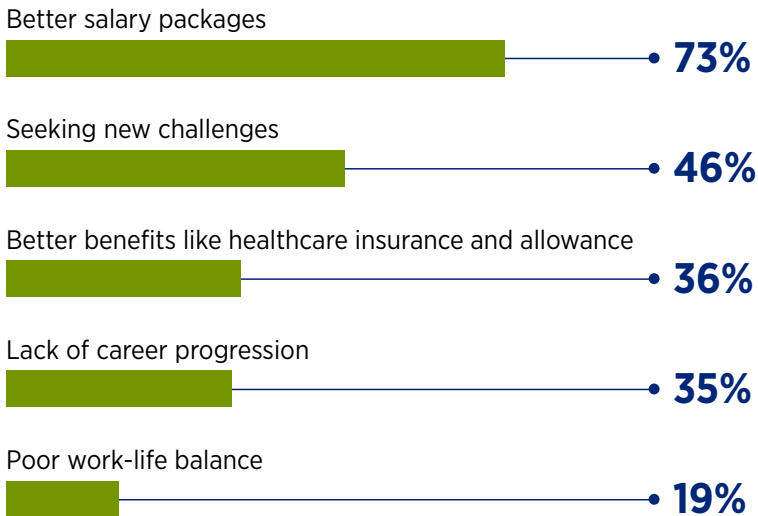 Better salary packages
73%
Seeking new challenges
46%
Better benefits like healthcare insurance and allowance
36%
Lack of career progression
35%
Poor work-life balance
19%